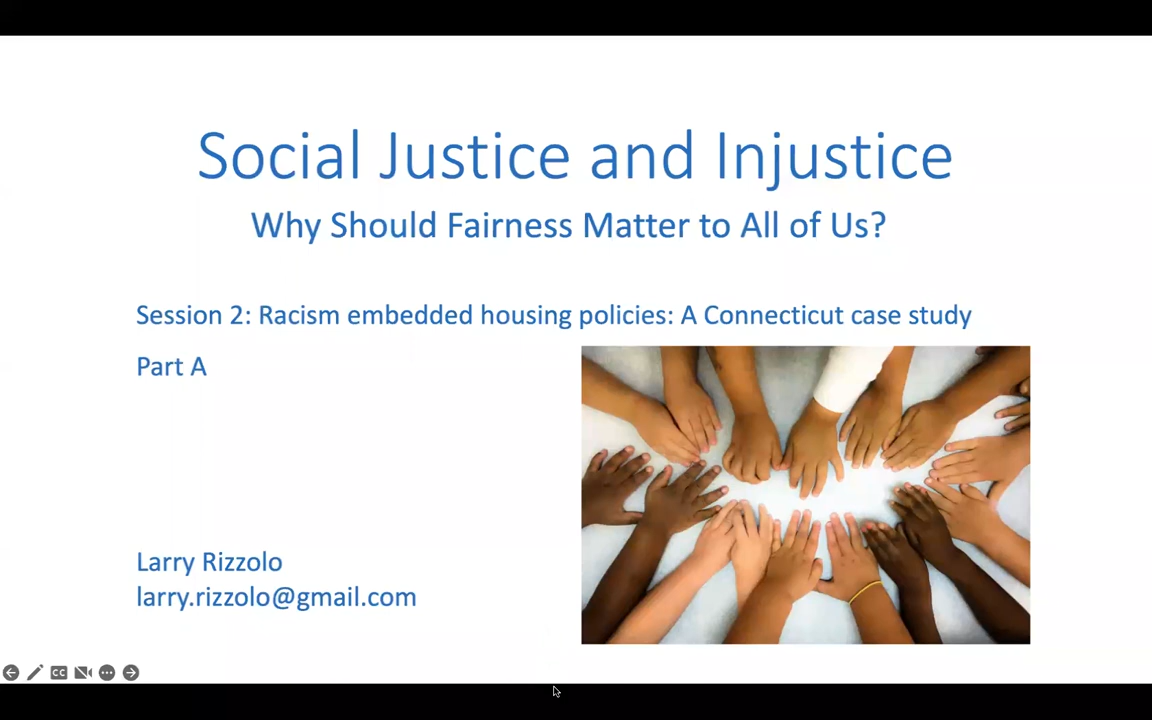 Social Justice and Injustice
Why Should Fairness Matter to All of Us?
Session 2: Racism embedded housing policies: A Connecticut case study
Part A
Larry Rizzolo
larry.rizzolo@gmail.com
CC